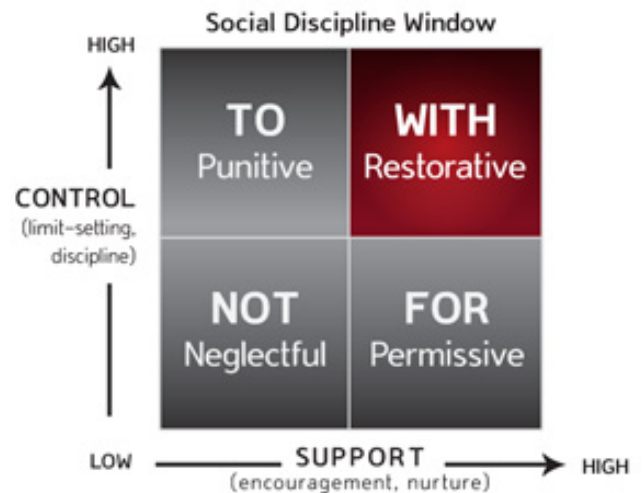 Social Discipline Window
HIGH
TO
Punitive
WITH
Restorative
CONTROL
(limit-setting,
discipline)
NOT
Neglectful
FOR
Permissive
LOW
SUPPORT
(encouragement, nurture)
HIGH